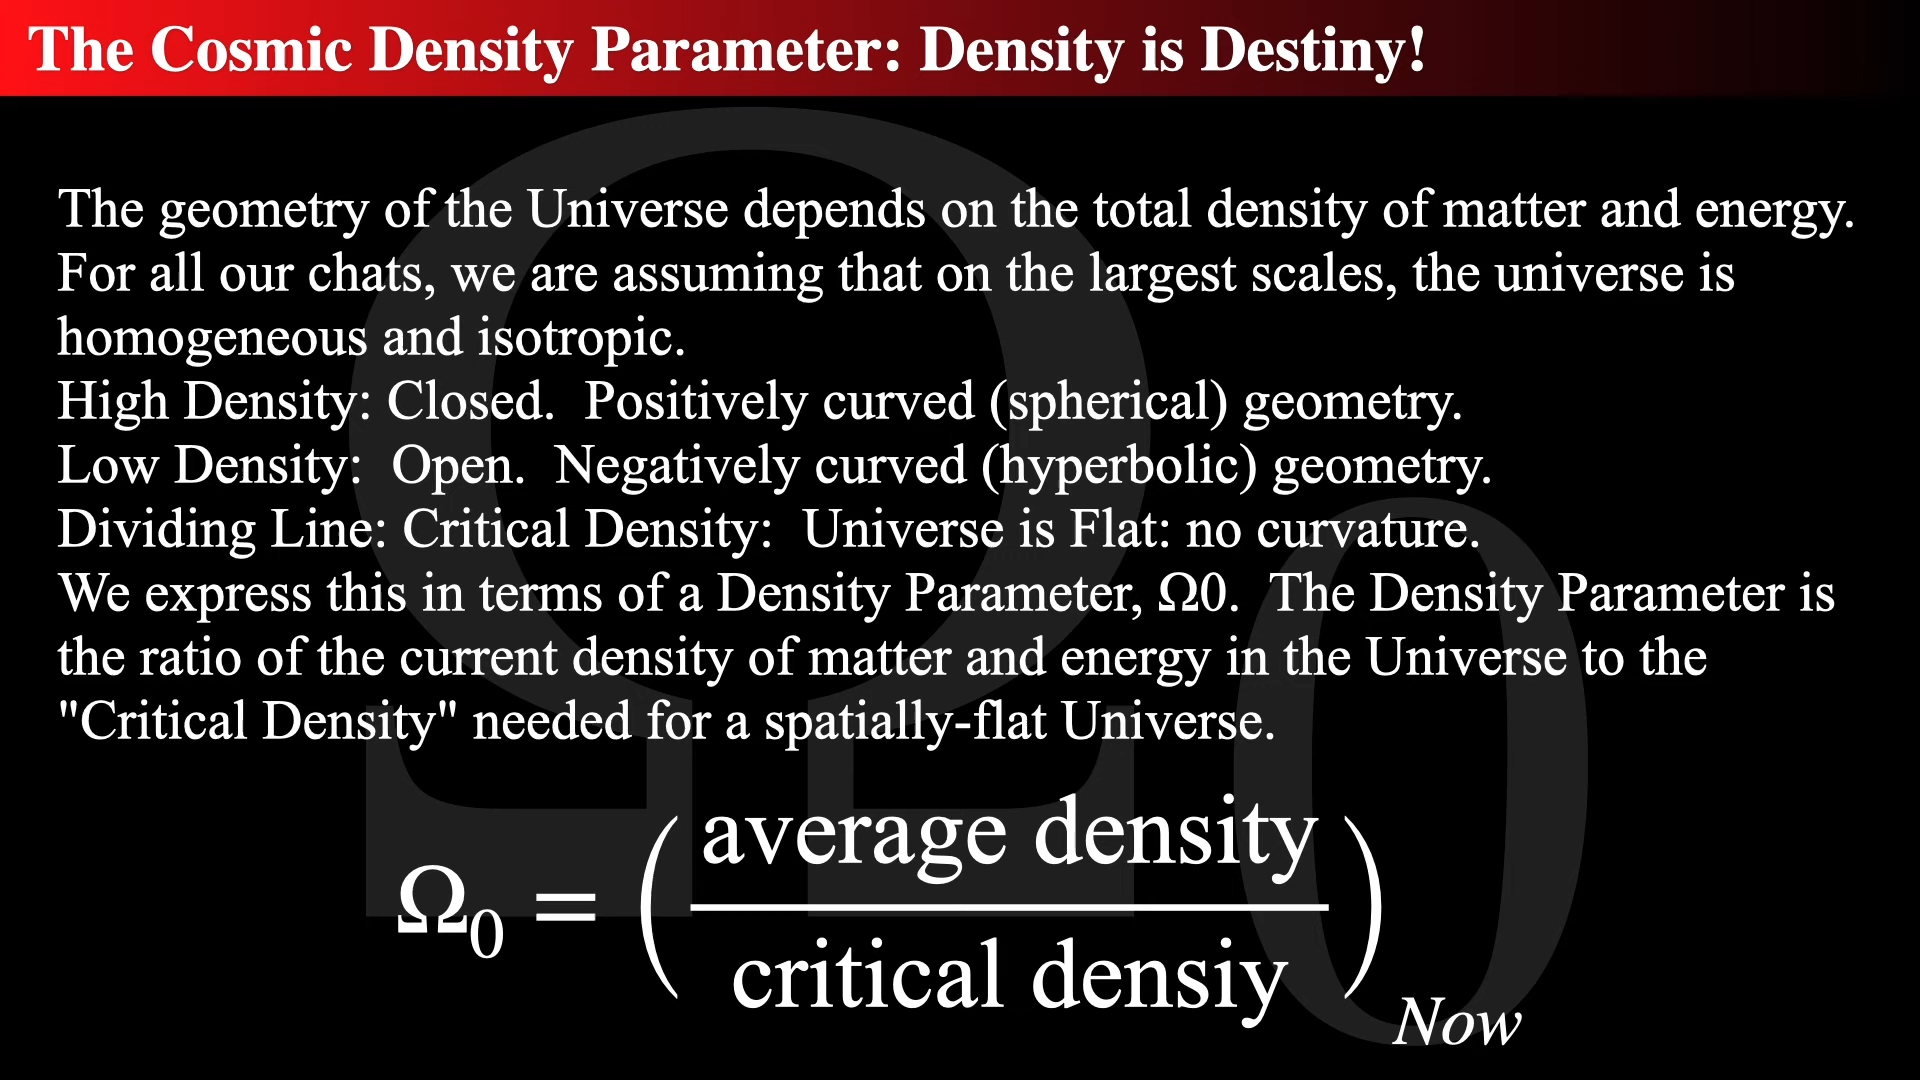 The Cosmic Density Parameter: Density is Destiny!
The geometry of the Universe depends on the total density of matter and energy.
For all our chats, we are assuming that on the largest scales, the universe is
homogeneous and isotropic.
High Density: Closed.  Positively curved (spherical) geometry.
Low Density:  Open.  Negatively curved (hyperbolic) geometry.
Dividing Line: Critical Density:  Universe is Flat: no curvature.
We express this in terms of a Density Parameter, Ω0.  The Density Parameter is
the ratio of the current density of matter and energy in the Universe to the
"Critical Density" needed for a spatially-flat Universe.
Ω0 = ( average density
critical densiy )
Now
Ω0